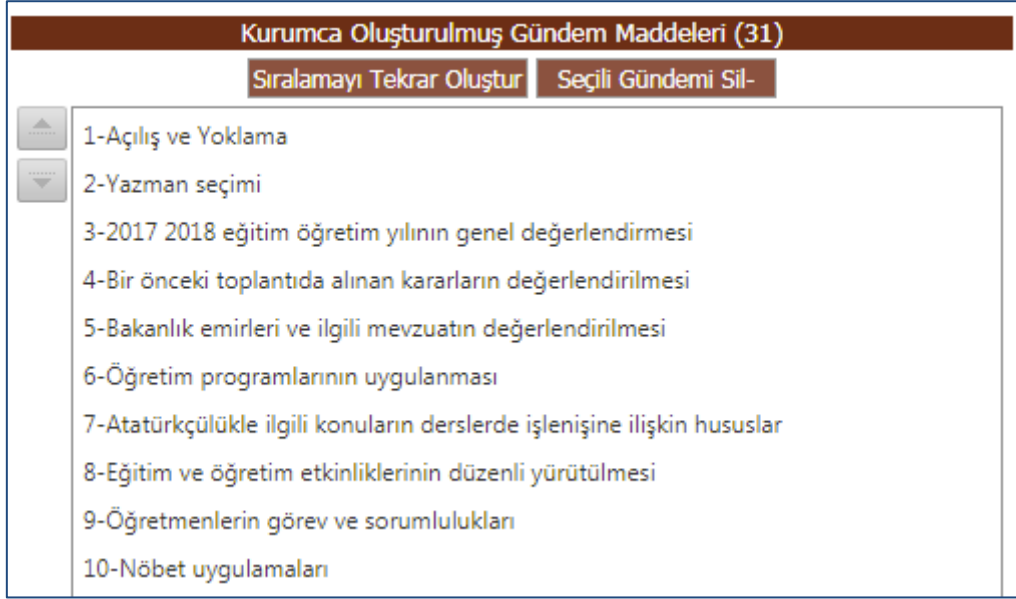 Kurumca Oluşturulmuş Gündem Maddeleri (31)
Sıralamayı Tekrar Oluştur Seçili Gündemi Sil-
1-Açılış ve Yoklama
2-Yazman seçimi
3-2017 2018 eğitim öğretim yılının genel değerlendirmesi
4-Bir önceki toplantıda alınan kararların değerlendirilmesi
5-Bakanlık emirleri ve ilgili mevzuatın değerlendirilmesi
6-Öğretim programlarının uygulanması
7-Atatürkçülükle ilgili konuların derslerde işlenişine ilişkin hususlar
8-Eğitim ve öğretim etkinliklerinin düzenli yürütülmesi
9-Öğretmenlerin görev ve sorumlulukları
10-Nöbet uygulamaları